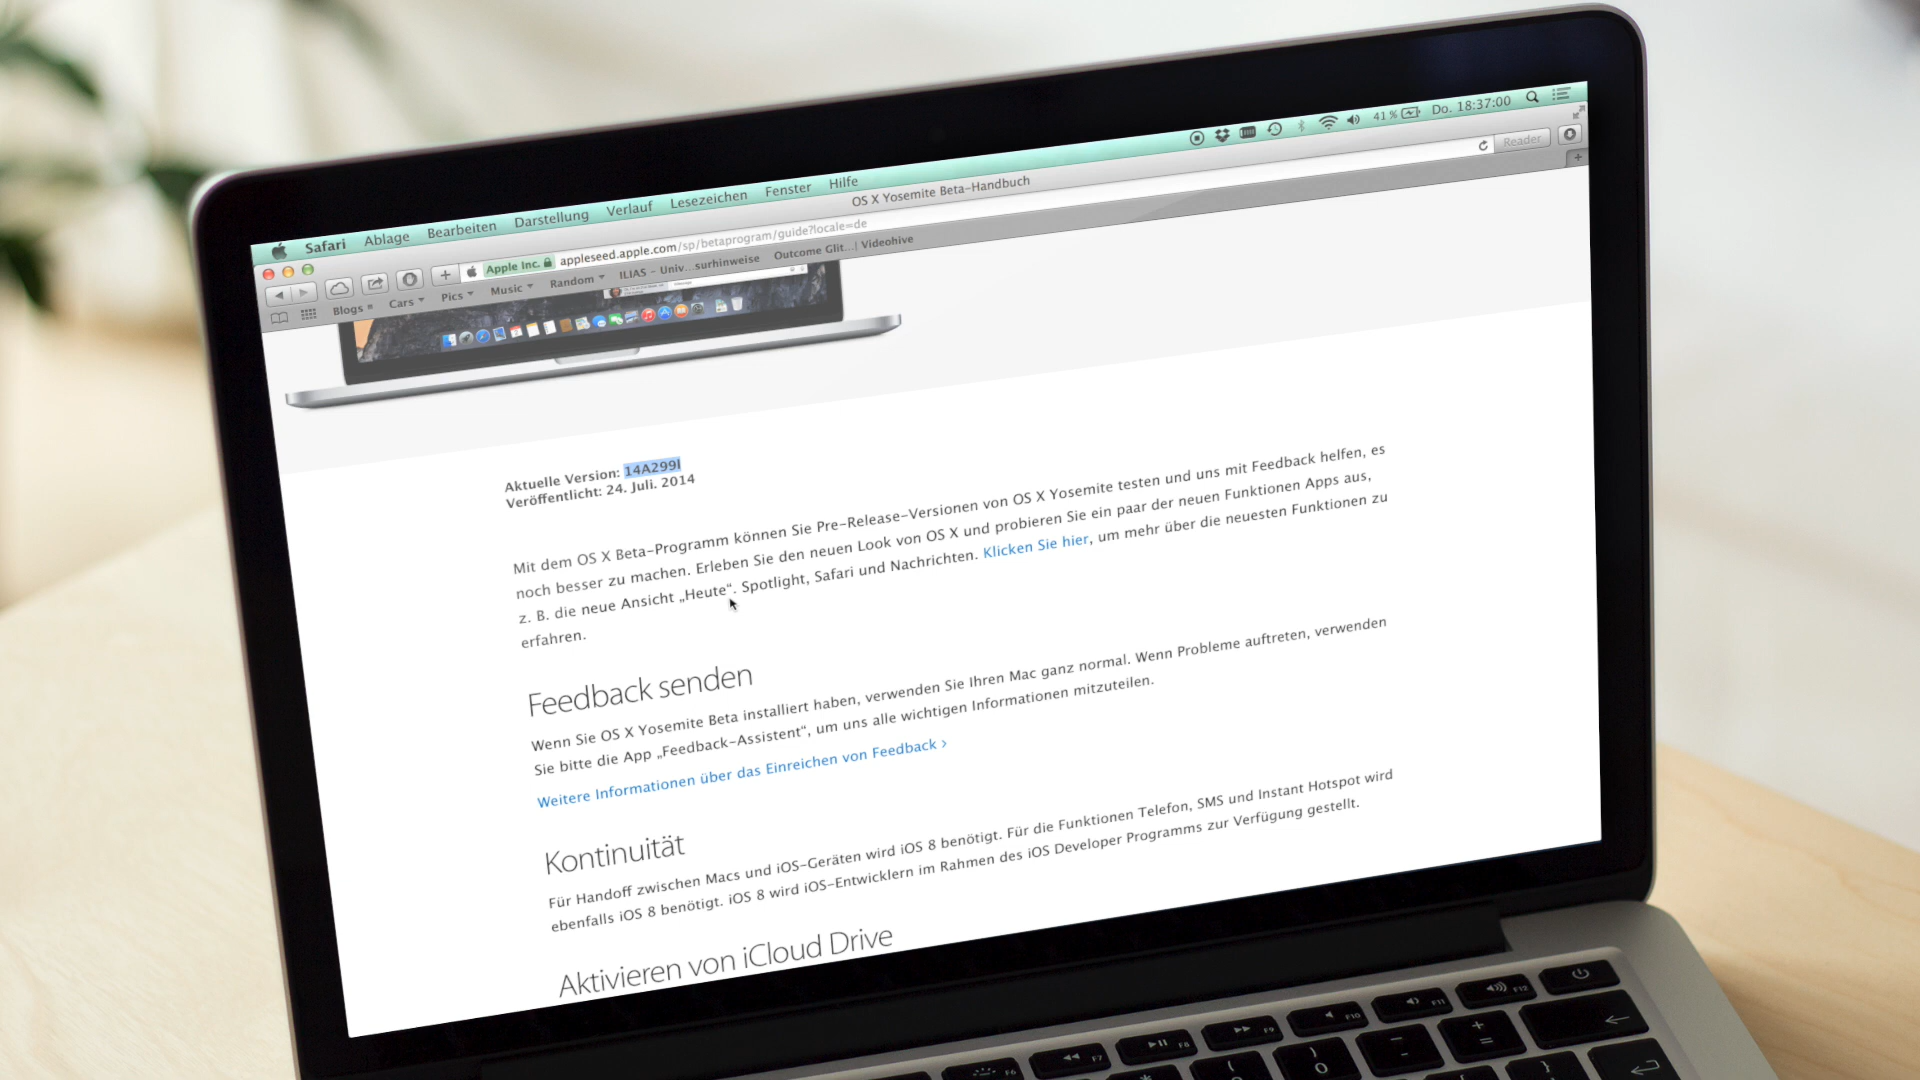 Safari Ablage Bearbeiten Darstellung Verlauf Lesezeichen Fenster Hilfe 41% Do. 18:37:00
OS X Yosemite Beta-Handbuch
Apple Inc. appleseed.apple.com/sp/betaprogram/guide?locale=de Reader
Blogs Cars Pics Music Random ILIAS - Univ...surhinweise Outcome Glit...| Videohive
Aktuelle Version: 14A299l
Veröffentlicht: 24. Juli. 2014
Mit dem OS X Beta-Programm können Sie Pre-Release-Versionen von OS X Yosemite testen und uns mit Feedback helfen, es
noch besser zu machen. Erleben Sie den neuen Look von OS X und probieren Sie ein paar der neuen Funktionen Apps aus,
z. B. die neue Ansicht „Heute“. Spotlight, Safari und Nachrichten. Klicken Sie hier, um mehr über die neuesten Funktionen zu
erfahren.
Feedback senden
Wenn Sie OS X Yosemite Beta installiert haben, verwenden Sie Ihren Mac ganz normal. Wenn Probleme auftreten, verwenden
Sie bitte die App „Feedback-Assistent“, um uns alle wichtigen Informationen mitzuteilen.
Weitere Informationen über das Einreichen von Feedback ›
Kontinuität
Für Handoff zwischen Macs und iOS-Geräten wird iOS 8 benötigt. Für die Funktionen Telefon, SMS und Instant Hotspot wird
ebenfalls iOS 8 benötigt. iOS 8 wird iOS-Entwicklern im Rahmen des iOS Developer Programms zur Verfügung gestellt.
Aktivieren von iCloud Drive
F6 F7 F8 F9 F10 F11 F12